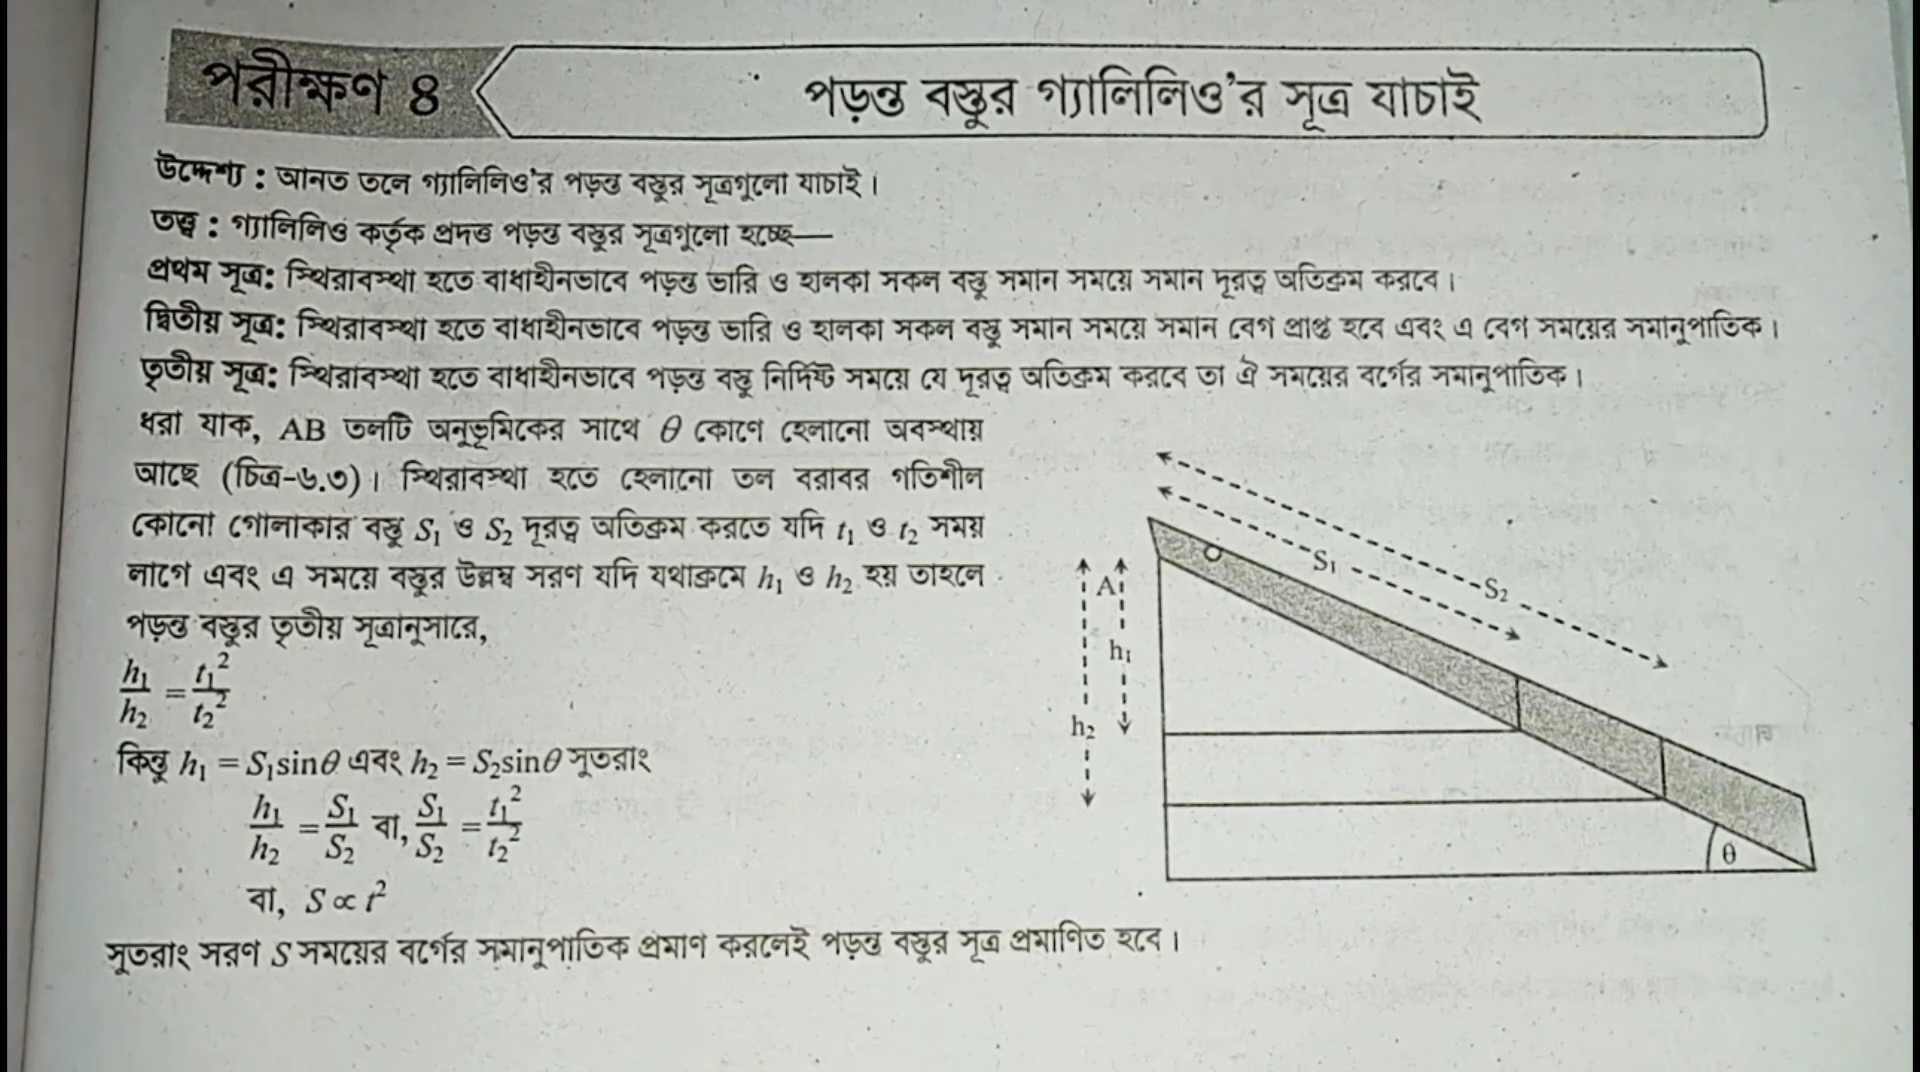 পরীক্ষণ 8
পড়ন্ত বস্তুর গ্যালিলিও'র সূত্র যাচাই
উদ্দেশ্য : আনত তলে গ্যালিলিও'র পড়ন্ত বস্তুর সূত্রগুলো যাচাই।
তত্ত্ব : গ্যালিলিও কর্তৃক প্রদত্ত পড়ন্ত বস্তুর সূত্রগুলো হচ্ছে—
প্রথম সূত্র: স্থিরাবস্থা হতে বাধাহীনভাবে পড়ন্ত ভারি ও হালকা সকল বস্তু সমান সময়ে সমান দূরত্ব অতিক্রম করবে।
দ্বিতীয় সূত্র: স্থিরাবস্থা হতে বাধাহীনভাবে পড়ন্ত ভারি ও হালকা সকল বস্তু সমান সময়ে সমান বেগ প্রাপ্ত হবে এবং এ বেগ সময়ের সমানুপাতিক।
তৃতীয় সূত্র: স্থিরাবস্থা হতে বাধাহীনভাবে পড়ন্ত বস্তু নির্দিষ্ট সময়ে যে দূরত্ব অতিক্রম করবে তা ঐ সময়ের বর্গের সমানুপাতিক।
ধরা যাক, AB তলটি অনুভূমিকের সাথে θ কোণে হেলানো অবস্থায়
আছে (চিত্র-৬.৩)। স্থিরাবস্থা হতে হেলানো তল বরাবর গতিশীল
কোনো গোলাকার বস্তু S₁ ও S₂ দূরত্ব অতিক্রম করতে যদি t₁ ও t₂ সময়
লাগে এবং এ সময়ে বস্তুর উল্লম্ব সরণ যদি যথাক্রমে h₁ ও h₂ হয় তাহলে
পড়ন্ত বস্তুর তৃতীয় সূত্রানুসারে,
h₁/h₂ = t₁²/t₂²
কিন্তু h₁ = S₁sinθ এবং h₂ = S₂sinθ সুতরাং
h₁/h₂ = S₁/S₂ বা, S₁/S₂ = t₁²/t₂²
বা, S ∝ t²
সুতরাং সরণ S সময়ের বর্গের সমানুপাতিক প্রমাণ করলেই পড়ন্ত বস্তুর সূত্র প্রমাণিত হবে।
S₁
S₂
A
h₁
h₂
θ